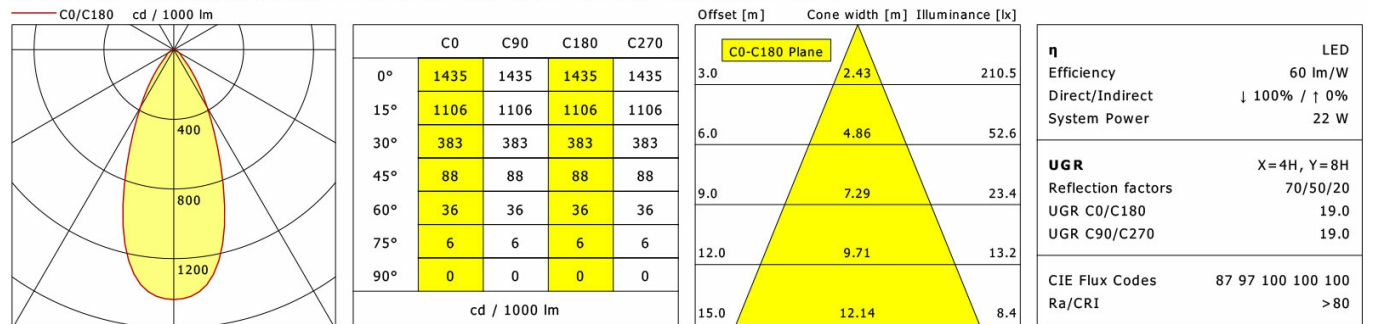 C0/C180 cd / 1000 lm
400
800
1200
C0 C90 C180 C270
0° 1435 1435 1435 1435
15° 1106 1106 1106 1106
30° 383 383 383 383
45° 88 88 88 88
60° 36 36 36 36
75° 6 6 6 6
90° 0 0 0 0
cd / 1000 lm
Offset [m] Cone width [m] Illuminance [lx]
C0-C180 Plane
3.0 2.43 210.5
6.0 4.86 52.6
9.0 7.29 23.4
12.0 9.71 13.2
15.0 12.14 8.4
η LED
Efficiency 60 lm/W
Direct/Indirect ↓ 100% / ↑ 0%
System Power 22 W
UGR X=4H, Y=8H
Reflection factors 70/50/20
UGR C0/C180 19.0
UGR C90/C270 19.0
CIE Flux Codes 87 97 100 100 100
Ra/CRI >80